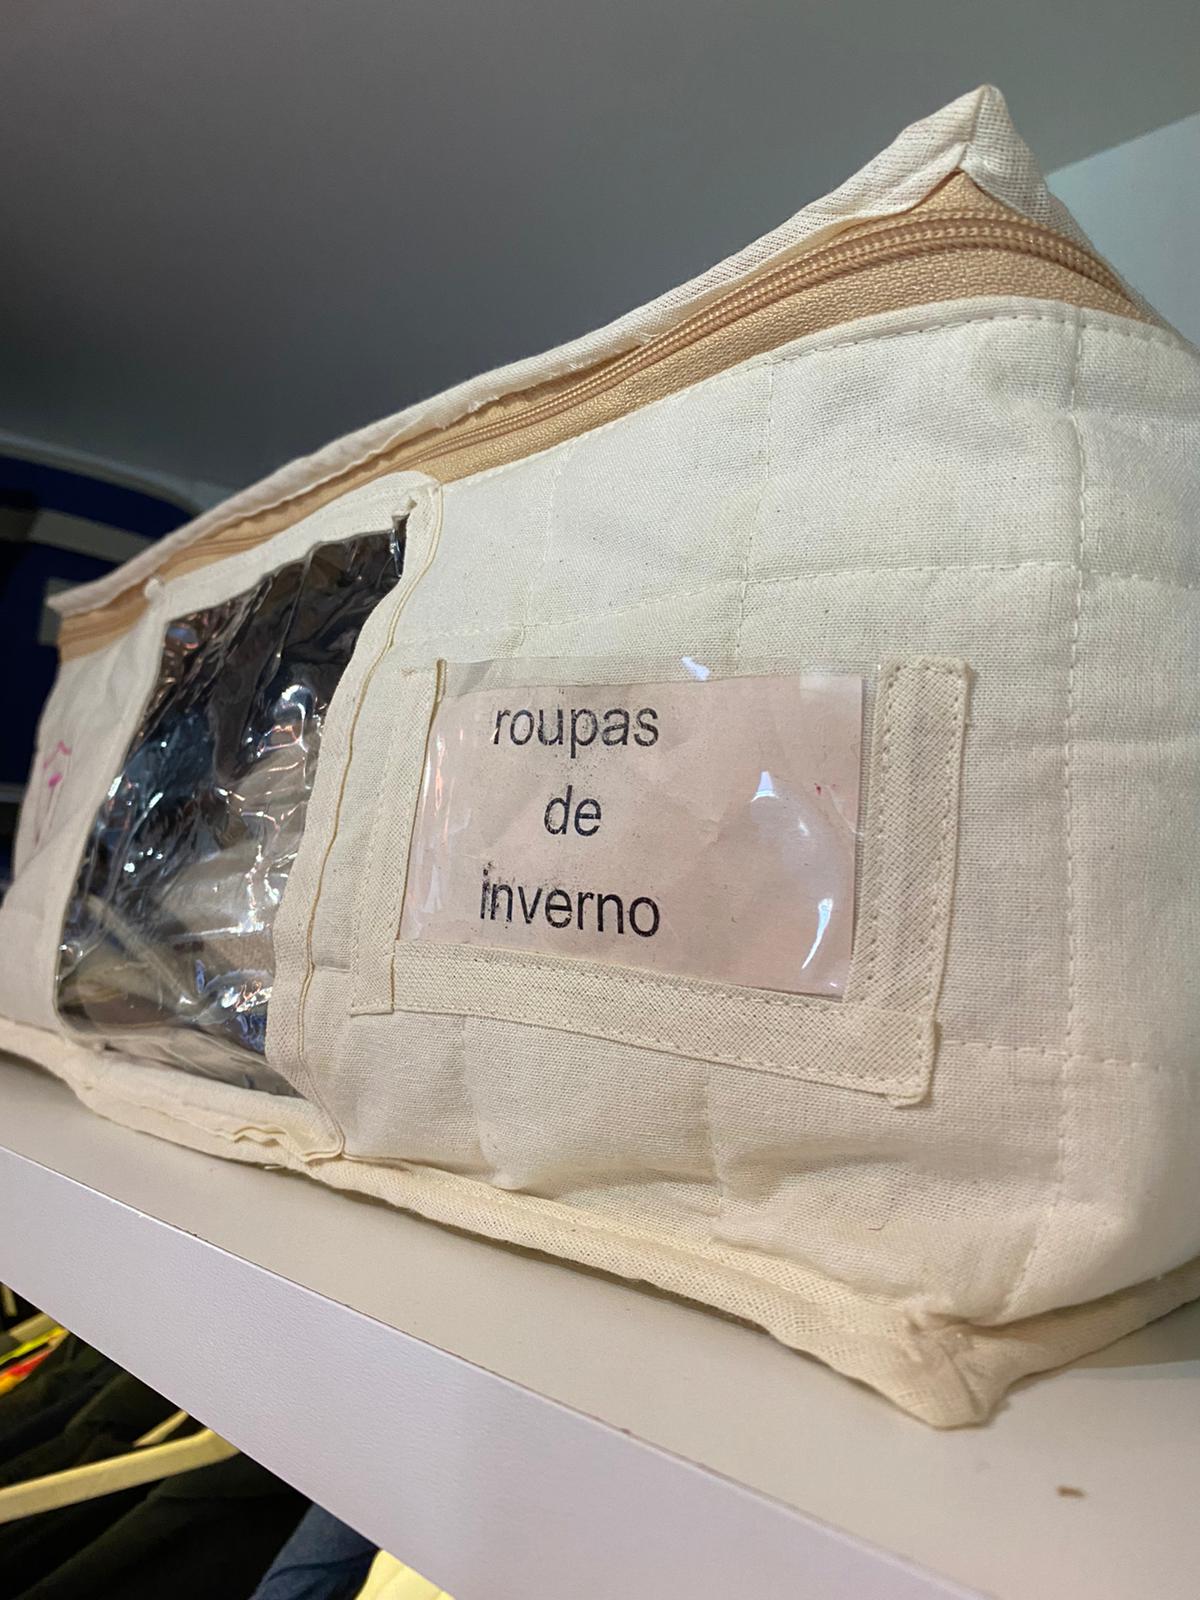 roupas
de
inverno